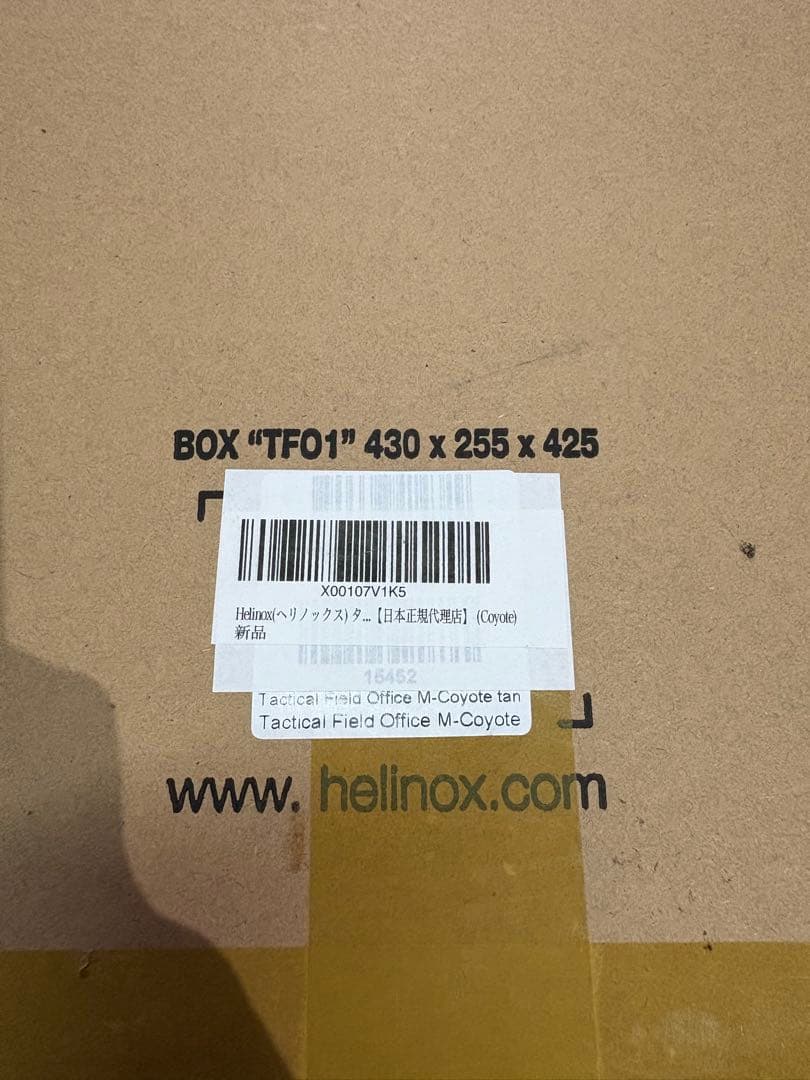 BOX “TFO1” 430 x 255 x 425
X00107V1K5
Helinox(ヘリノックス) タ...【日本正規代理店】 (Coyote)
新品
15452
Tactical Field Office M-Coyote tan
Tactical Field Office M-Coyote
www. helinox.com